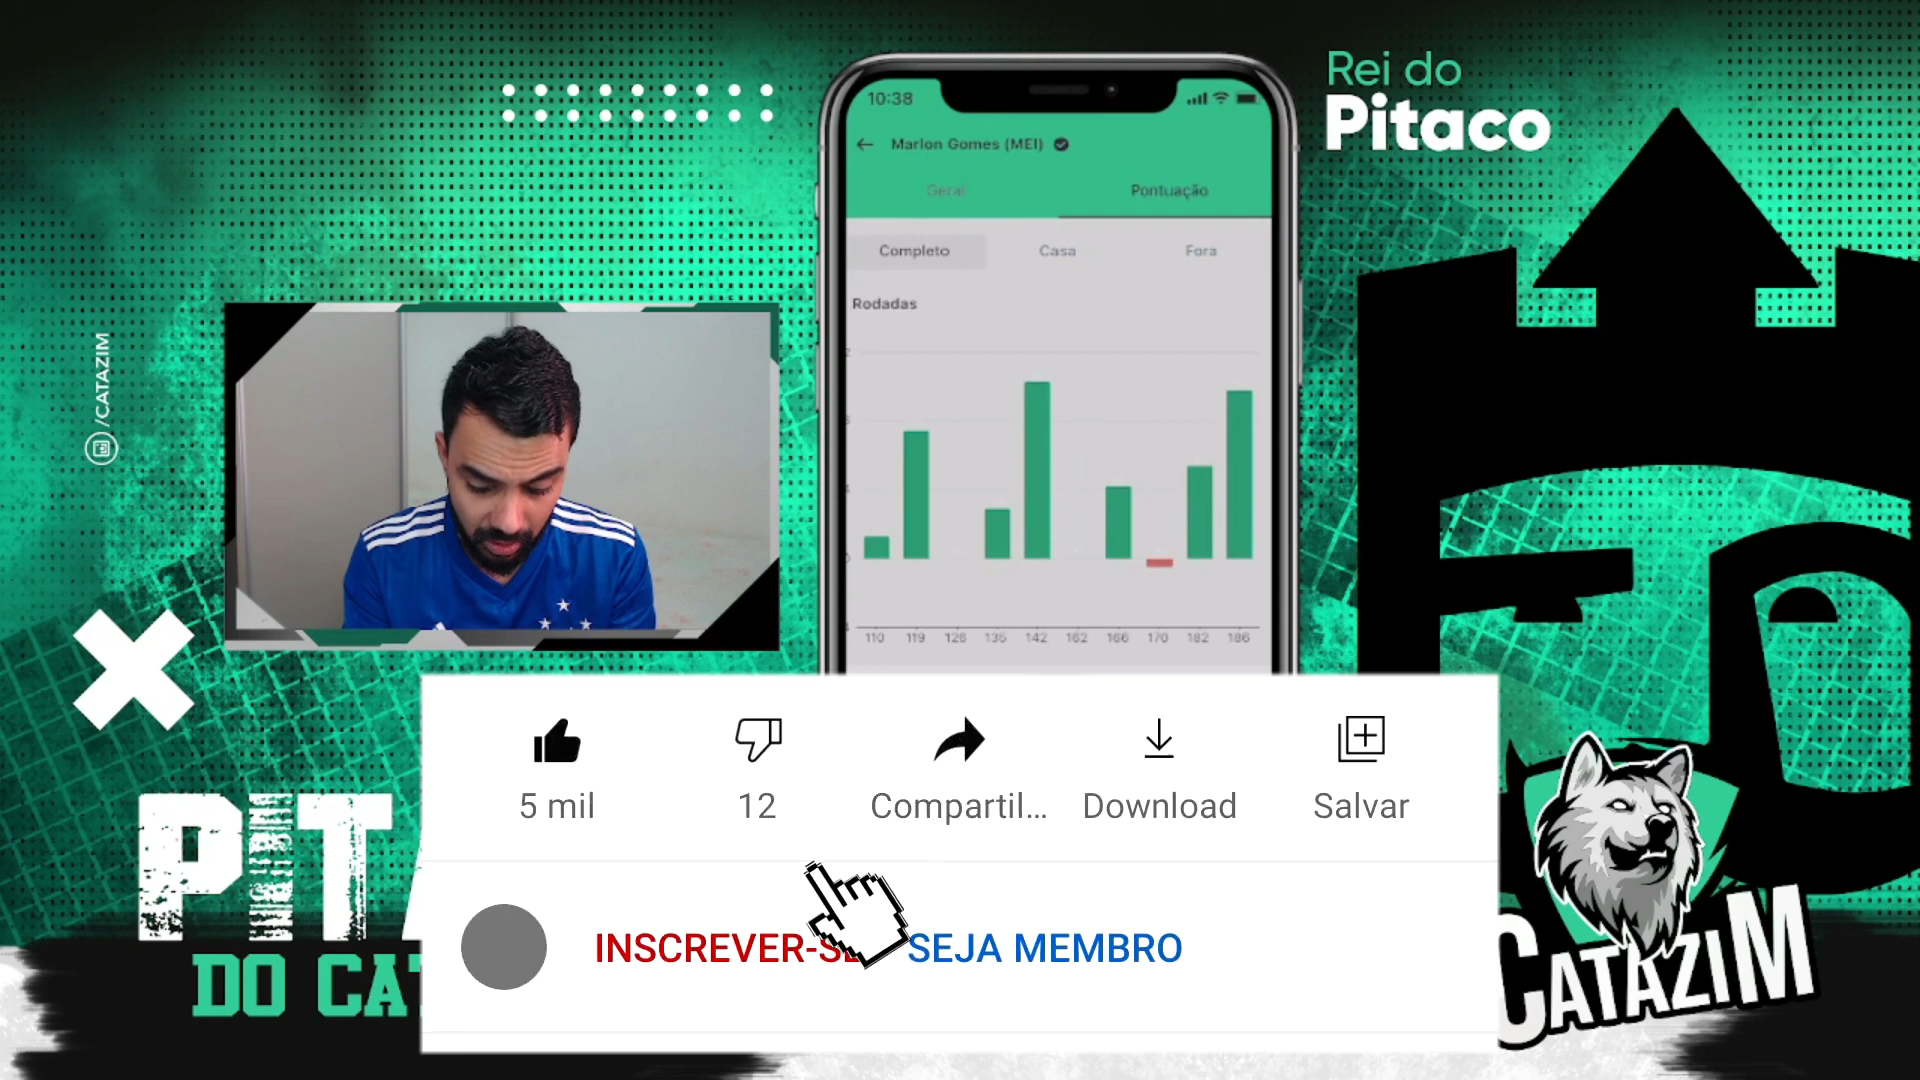 Rei do
Pitaco
10:38
Marlon Gomes (MEI)
Geral Pontuação
Completo Casa Fora
Rodadas
110 119 126 135 142 162 166 170 182 186
/CATAZIM
5 mil 12 Compartil... Download Salvar
INSCREVER-SE SEJA MEMBRO
PIT
DO CAT
CATAZIM